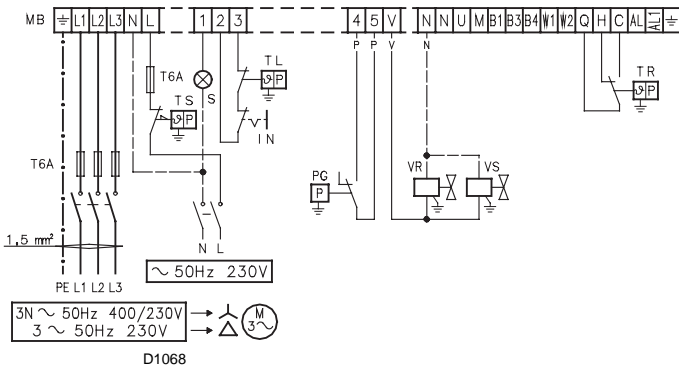 MB ⏚ L1 L2 L3 N L 1 2 3 4 5 V N N U M B1 B3 B4 W1 W2 Q H C AL AL1 ⏚
P P V N
T6A
S
TL
ϑ P
TS
ϑ P
IN
TR
ϑ P
T6A
PG
P
VR
VS
1,5 mm²
N L
PE L1 L2 L3
∼ 50Hz 230V
3N ∼ 50Hz 400/230V
3 ∼ 50Hz 230V
M
3∼
D1068